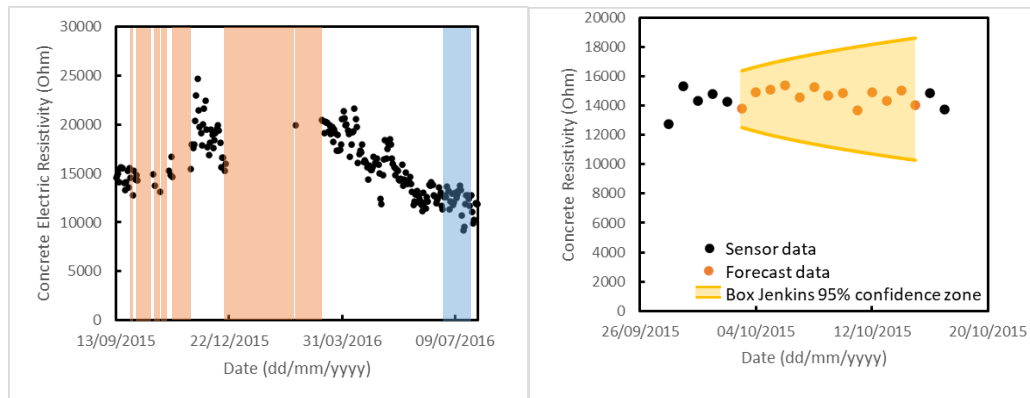 Concrete Electric Resistivity (Ohm)
30000
25000
20000
15000
10000
5000
0
13/09/2015 22/12/2015 31/03/2016 09/07/2016
Date (dd/mm/yyyy)
Concrete Resistivity (Ohm)
20000
18000
16000
14000
12000
10000
8000
6000
4000
2000
0
Sensor data
Forecast data
Box Jenkins 95% confidence zone
26/09/2015 04/10/2015 12/10/2015 20/10/2015
Date (dd/mm/yyyy)